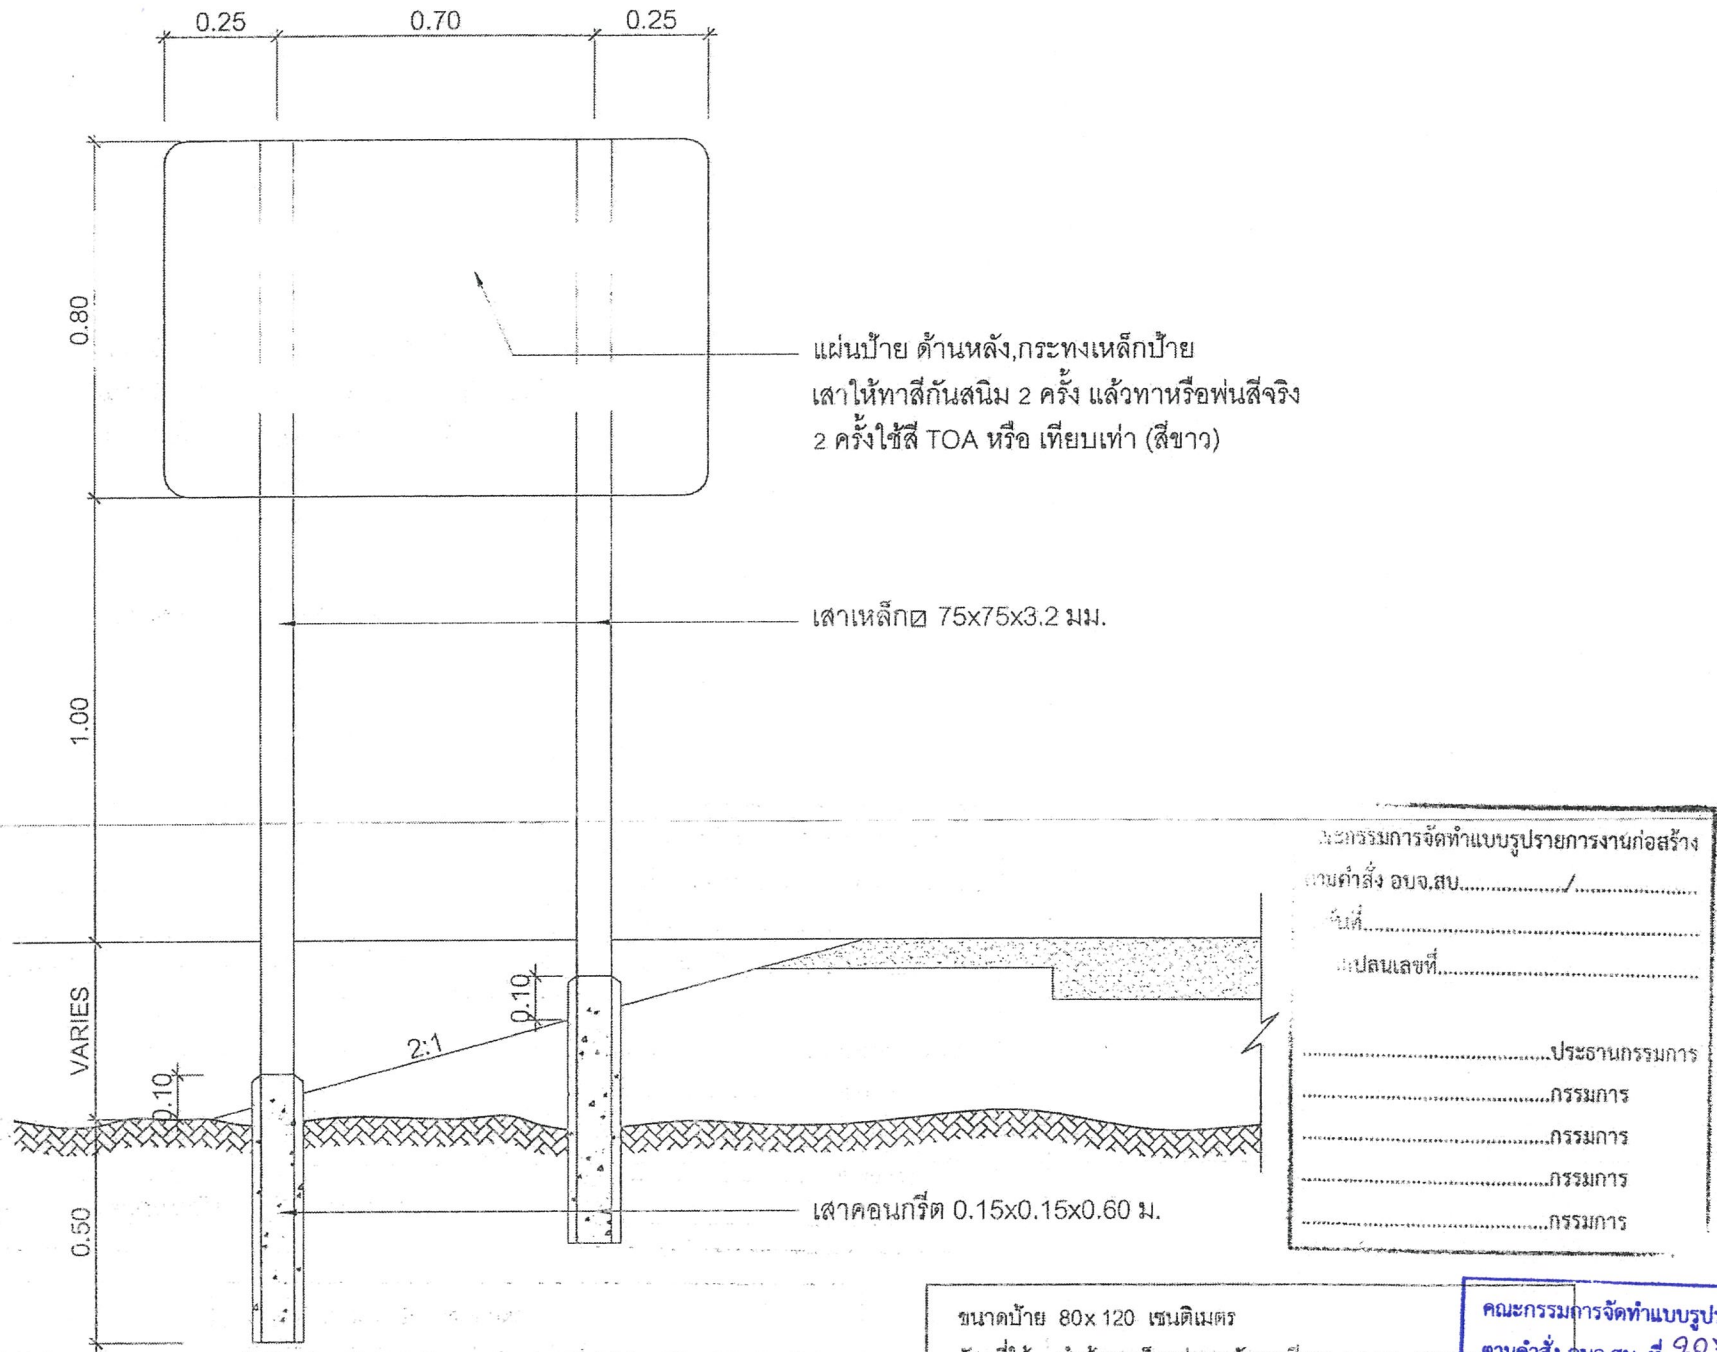 0.25 0.70 0.25
0.80
แผ่นป้าย ด้านหลัง,กระทงเหล็กป้าย
เสาให้ทาสีกันสนิม 2 ครั้ง แล้วทาหรือพ่นสีจริง
2 ครั้งใช้สี TOA หรือ เทียบเท่า (สีขาว)
เสาเหล็ก 75x75x3.2 มม.
1.00
VARIES
0.10
2:1
0.10
0.50
เสาคอนกรีต 0.15x0.15x0.60 ม.
กรรมการจัดทำแบบรูปรายการงานก่อสร้าง
ตามคำสั่ง อบจ.สบ................../......................
ที่............................................................
เลขที่...............................................
............................................ประธานกรรมการ
............................................กรรมการ
............................................กรรมการ
............................................กรรมการ
............................................กรรมการ
ขนาดป้าย 80x120 เซนติเมตร
คณะกรรมการจัดทำแบบรูป